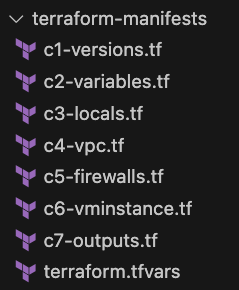 terraform-manifests
c1-versions.tf
c2-variables.tf
c3-locals.tf
c4-vpc.tf
c5-firewalls.tf
c6-vminstance.tf
c7-outputs.tf
terraform.tfvars